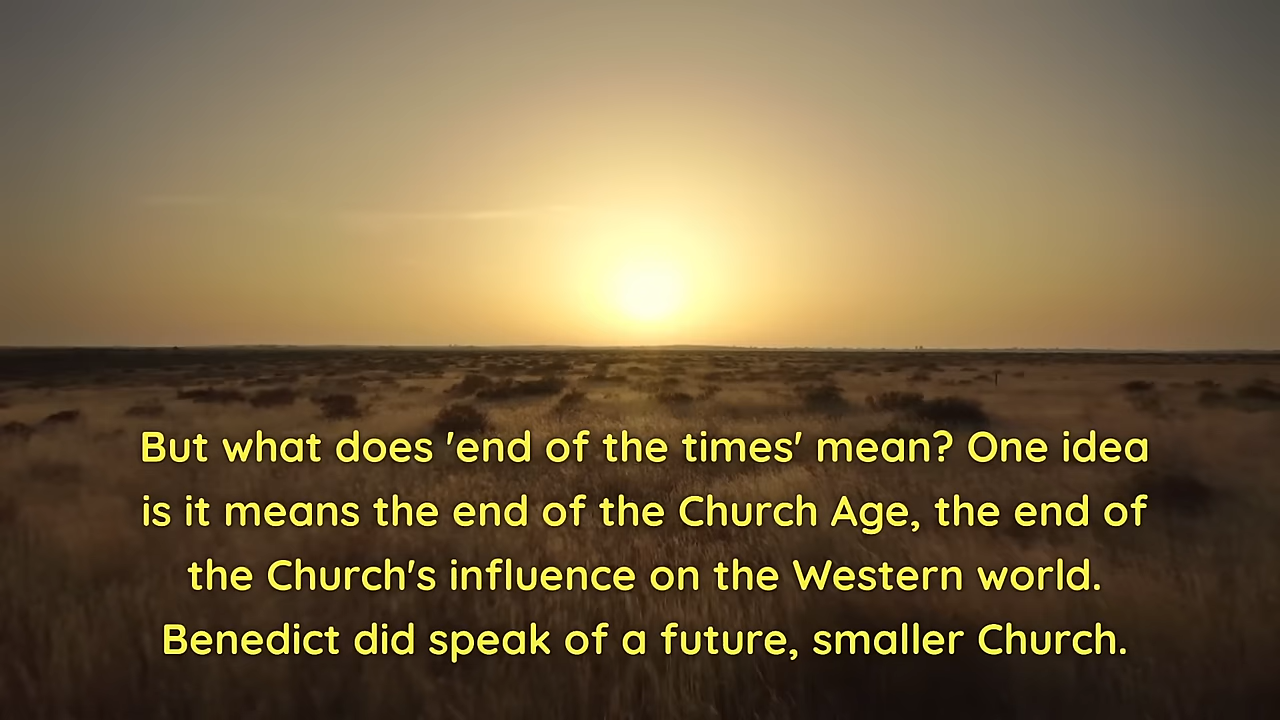 But what does 'end of the times' mean? One idea
is it means the end of the Church Age, the end of
the Church's influence on the Western world.
Benedict did speak of a future, smaller Church.